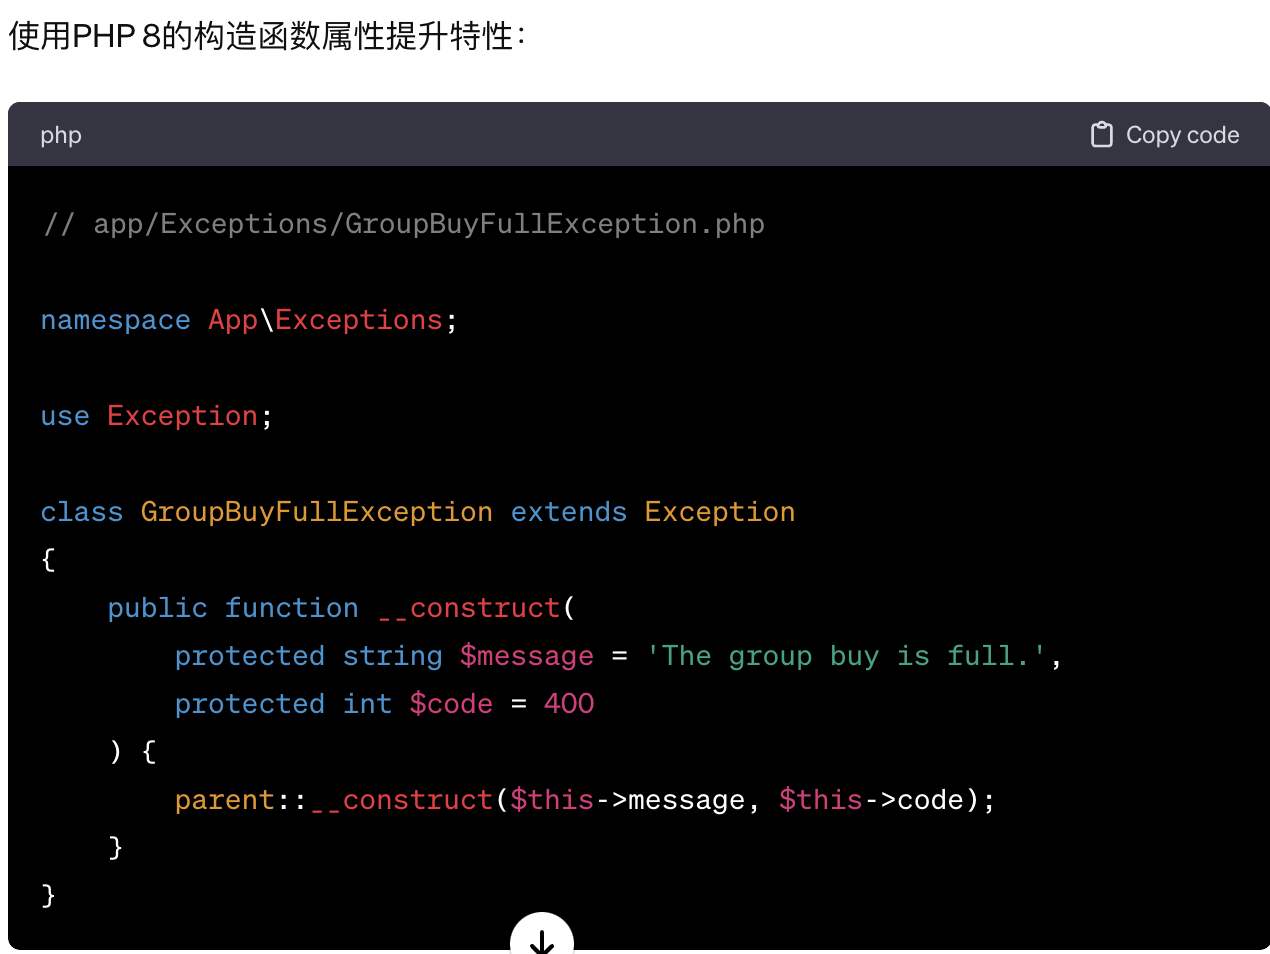 使用PHP 8的构造函数属性提升特性：
php
Copy code
// app/Exceptions/GroupBuyFullException.php
namespace App\Exceptions;
use Exception;
class GroupBuyFullException extends Exception
{
    public function __construct(
        protected string $message = 'The group buy is full.',
        protected int $code = 400
    ) {
        parent::__construct($this->message, $this->code);
    }
}